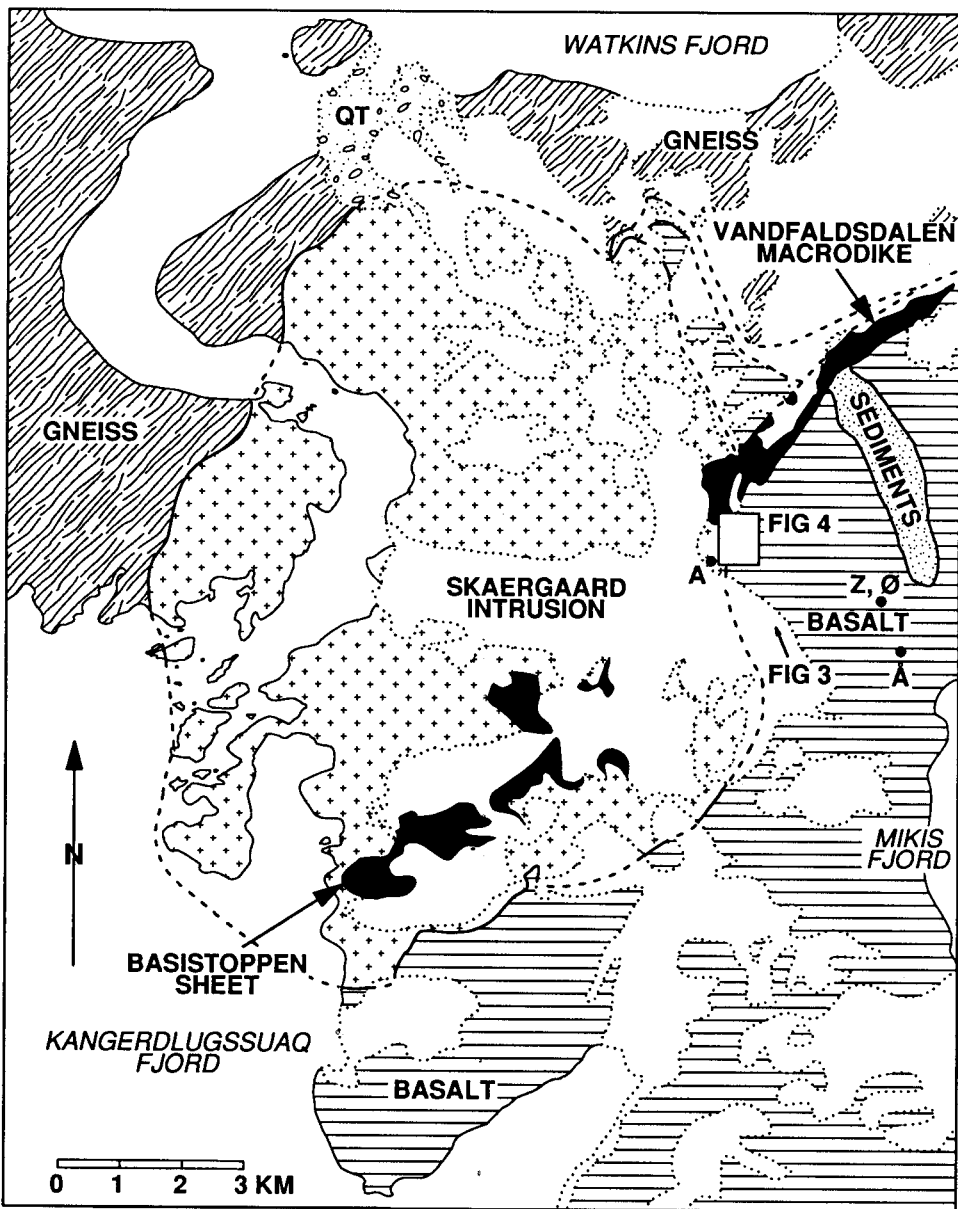 WATKINS FJORD
QT
GNEISS
VANDFALDSDALEN
MACRODIKE
GNEISS
SEDIMENTS
FIG 4
A
SKAERGAARD
INTRUSION
Z, Ø
BASALT
Å
FIG 3
N
MIKIS
FJORD
BASISTOPPEN
SHEET
KANGERDLUGSSUAQ
FJORD
BASALT
0 1 2 3 KM